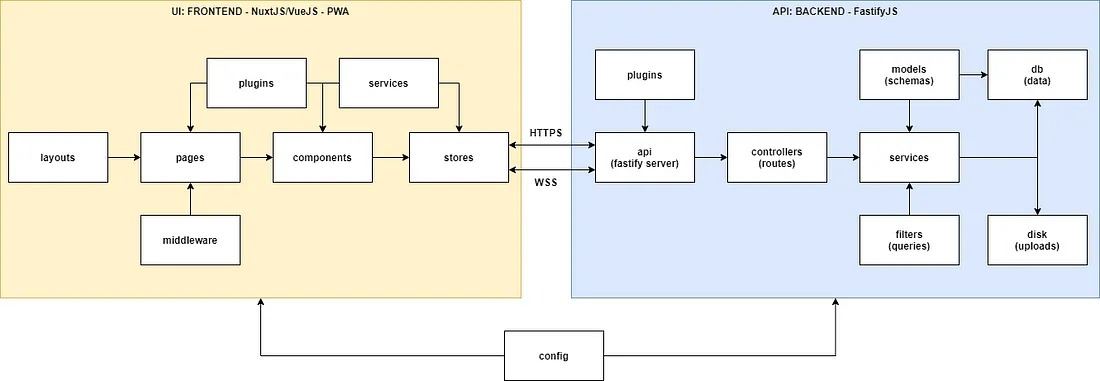 UI: FRONTEND - NuxtJS/VueJS - PWA
plugins
services
layouts
pages
components
stores
middleware
HTTPS
WSS
API: BACKEND - FastifyJS
plugins
models
(schemas)
db
(data)
api
(fastify server)
controllers
(routes)
services
filters
(queries)
disk
(uploads)
config